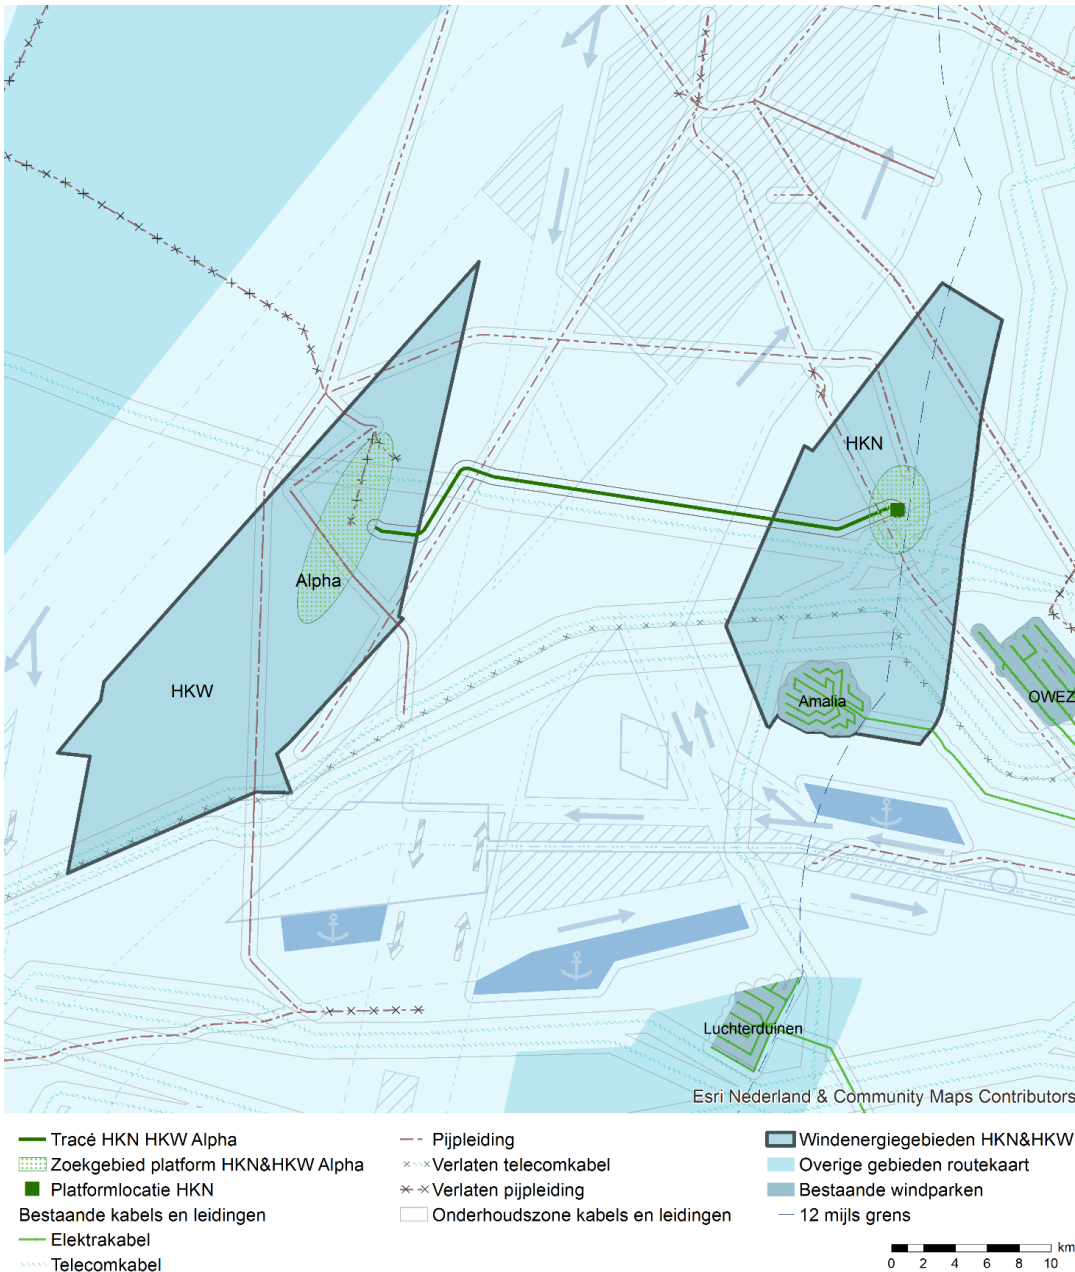 HKN
Alpha
HKW
Amalia
OWEZ
Luchterduinen
Esri Nederland & Community Maps Contributors
Tracé HKN HKW Alpha
Zoekgebied platform HKN&HKW Alpha
Platformlocatie HKN
Bestaande kabels en leidingen
Elektrakabel
Telecomkabel
Pijpleiding
Verlaten telecomkabel
Verlaten pijpleiding
Onderhoudszone kabels en leidingen
Windenergiegebieden HKN&HKW
Overige gebieden routekaart
Bestaande windparken
12 mijls grens
km
0 2 4 6 8 10